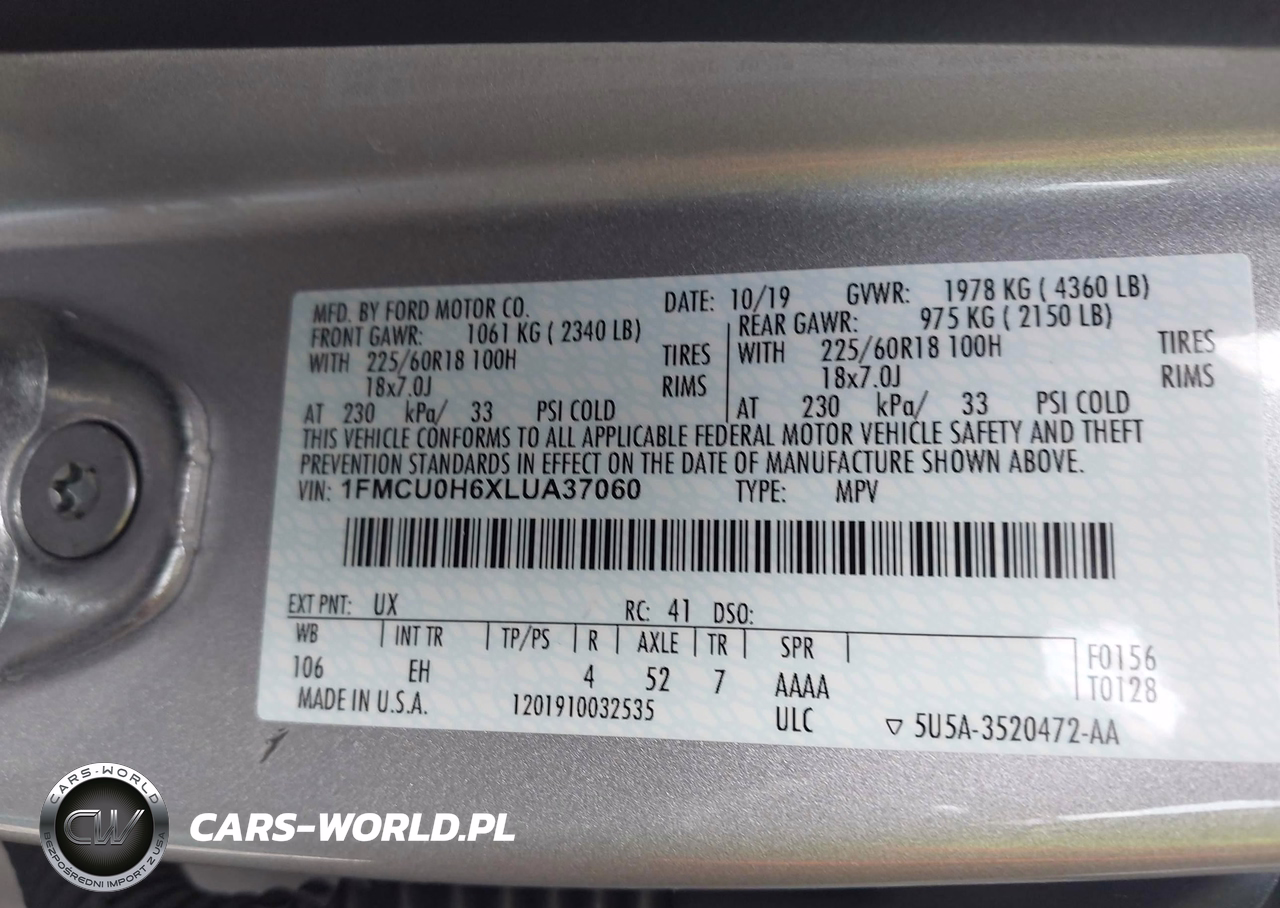 MFD. BY FORD MOTOR CO. DATE: 10/19 GVWR: 1978 KG ( 4360 LB)
FRONT GAWR: 1061 KG ( 2340 LB) REAR GAWR: 975 KG ( 2150 LB)
WITH 225/60R18 100H TIRES WITH 225/60R18 100H TIRES
18x7.0J RIMS 18x7.0J RIMS
AT 230 kPa/ 33 PSI COLD AT 230 kPa/ 33 PSI COLD
THIS VEHICLE CONFORMS TO ALL APPLICABLE FEDERAL MOTOR VEHICLE SAFETY AND THEFT
PREVENTION STANDARDS IN EFFECT ON THE DATE OF MANUFACTURE SHOWN ABOVE.
VIN: 1FMCU0H6XLUA37060 TYPE: MPV
EXT PNT: UX RC: 41 DSO:
WB INT TR TP/PS R AXLE TR SPR F0156
106 EH 4 52 7 AAAA T0128
MADE IN U.S.A. 1201910032535 ULC 5U5A-3520472-AA
CARS-WORLD
CW
BEZPOŚREDNI IMPORT Z USA
CARS-WORLD.PL